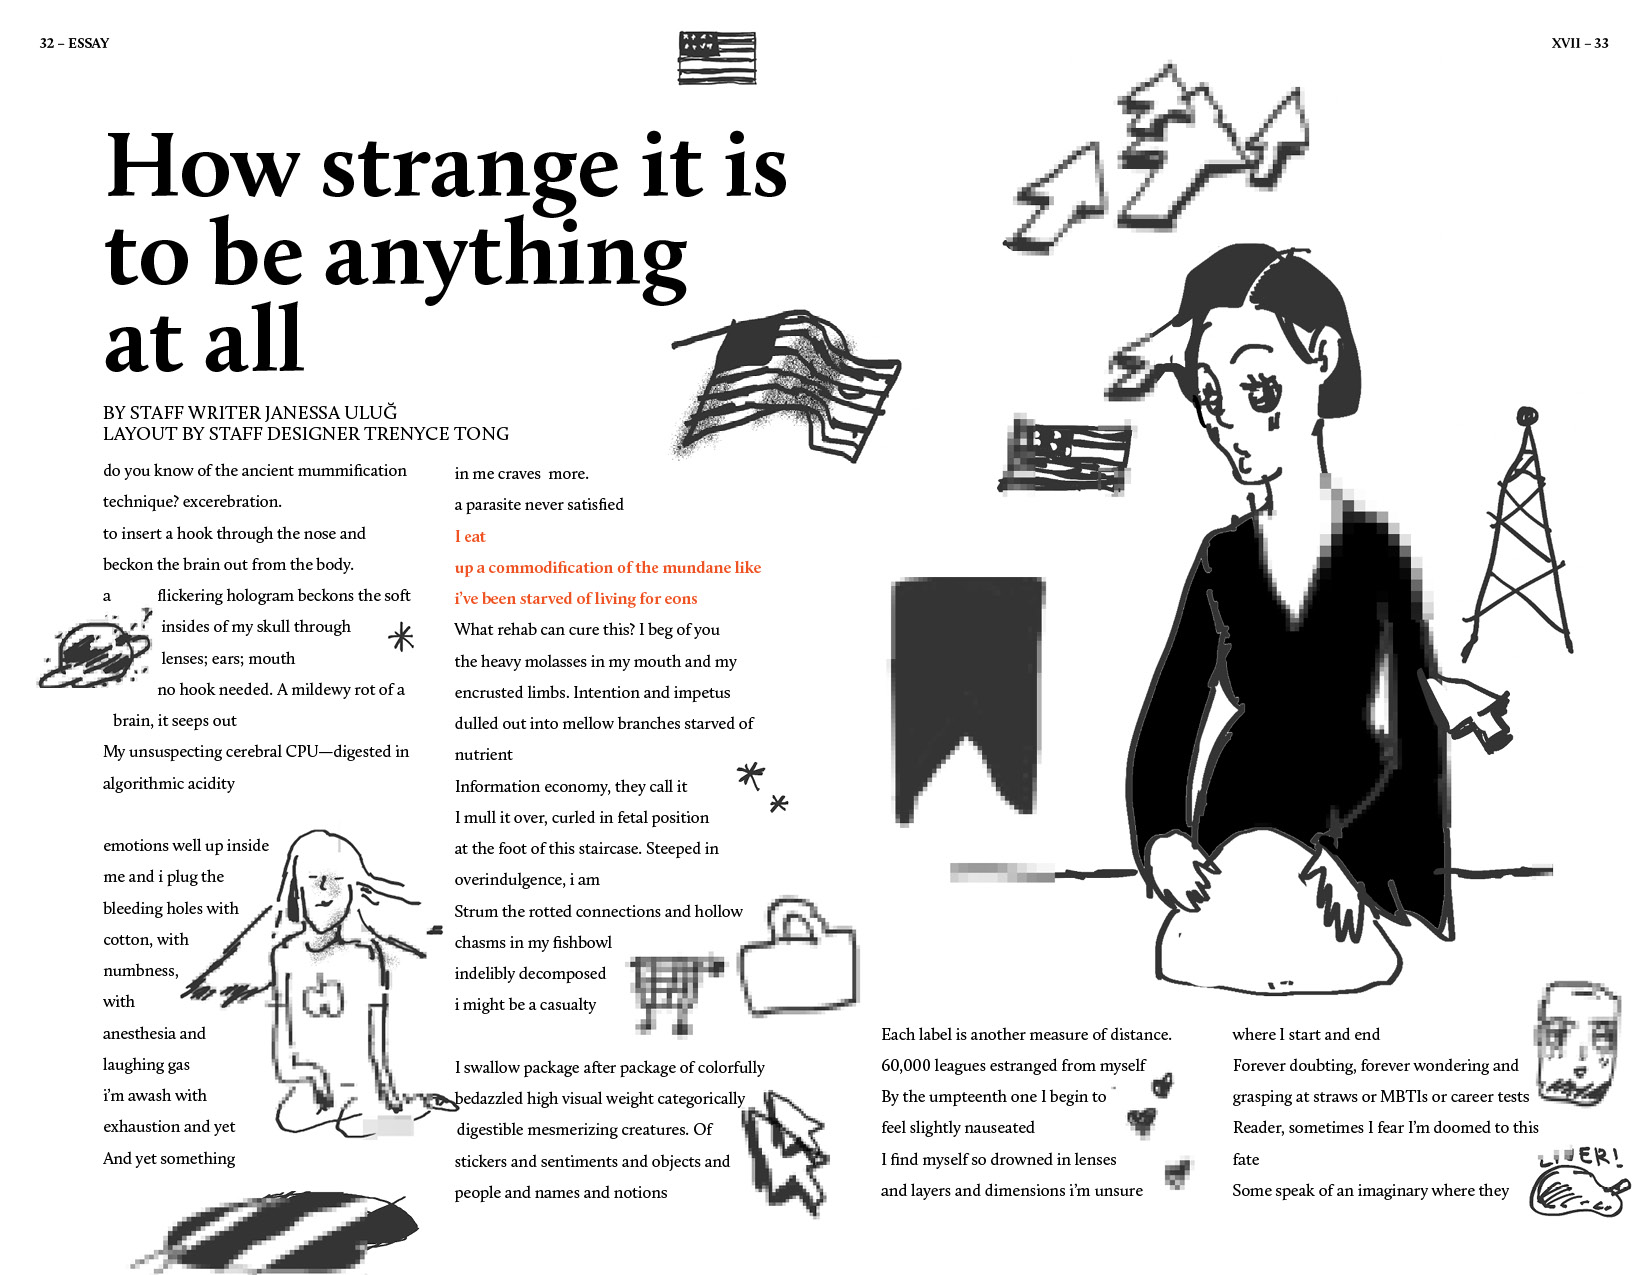 32 – ESSAY
XVII – 33
How strange it is
to be anything
at all
BY STAFF WRITER JANESSA ULUĞ
LAYOUT BY STAFF DESIGNER TRENYCE TONG
do you know of the ancient mummification
technique? excerebration.
to insert a hook through the nose and
beckon the brain out from the body.
a flickering hologram beckons the soft
insides of my skull through
lenses; ears; mouth
no hook needed. A mildewy rot of a
brain, it seeps out
My unsuspecting cerebral CPU—digested in
algorithmic acidity
emotions well up inside
me and i plug the
bleeding holes with
cotton, with
numbness,
with
anesthesia and
laughing gas
i'm awash with
exhaustion and yet
And yet something
in me craves  more.
a parasite never satisfied
I eat
up a commodification of the mundane like
i've been starved of living for eons
What rehab can cure this? I beg of you
the heavy molasses in my mouth and my
encrusted limbs. Intention and impetus
dulled out into mellow branches starved of
nutrient
Information economy, they call it
I mull it over, curled in fetal position
at the foot of this staircase. Steeped in
overindulgence, i am
Strum the rotted connections and hollow
chasms in my fishbowl
indelibly decomposed
i might be a casualty
I swallow package after package of colorfully
bedazzled high visual weight categorically
digestible mesmerizing creatures. Of
stickers and sentiments and objects and
people and names and notions
Each label is another measure of distance.
60,000 leagues estranged from myself
By the umpteenth one I begin to
feel slightly nauseated
I find myself so drowned in lenses
and layers and dimensions i'm unsure
where I start and end
Forever doubting, forever wondering and
grasping at straws or MBTIs or career tests
Reader, sometimes I fear I'm doomed to this
fate
Some speak of an imaginary where they
LIVER!